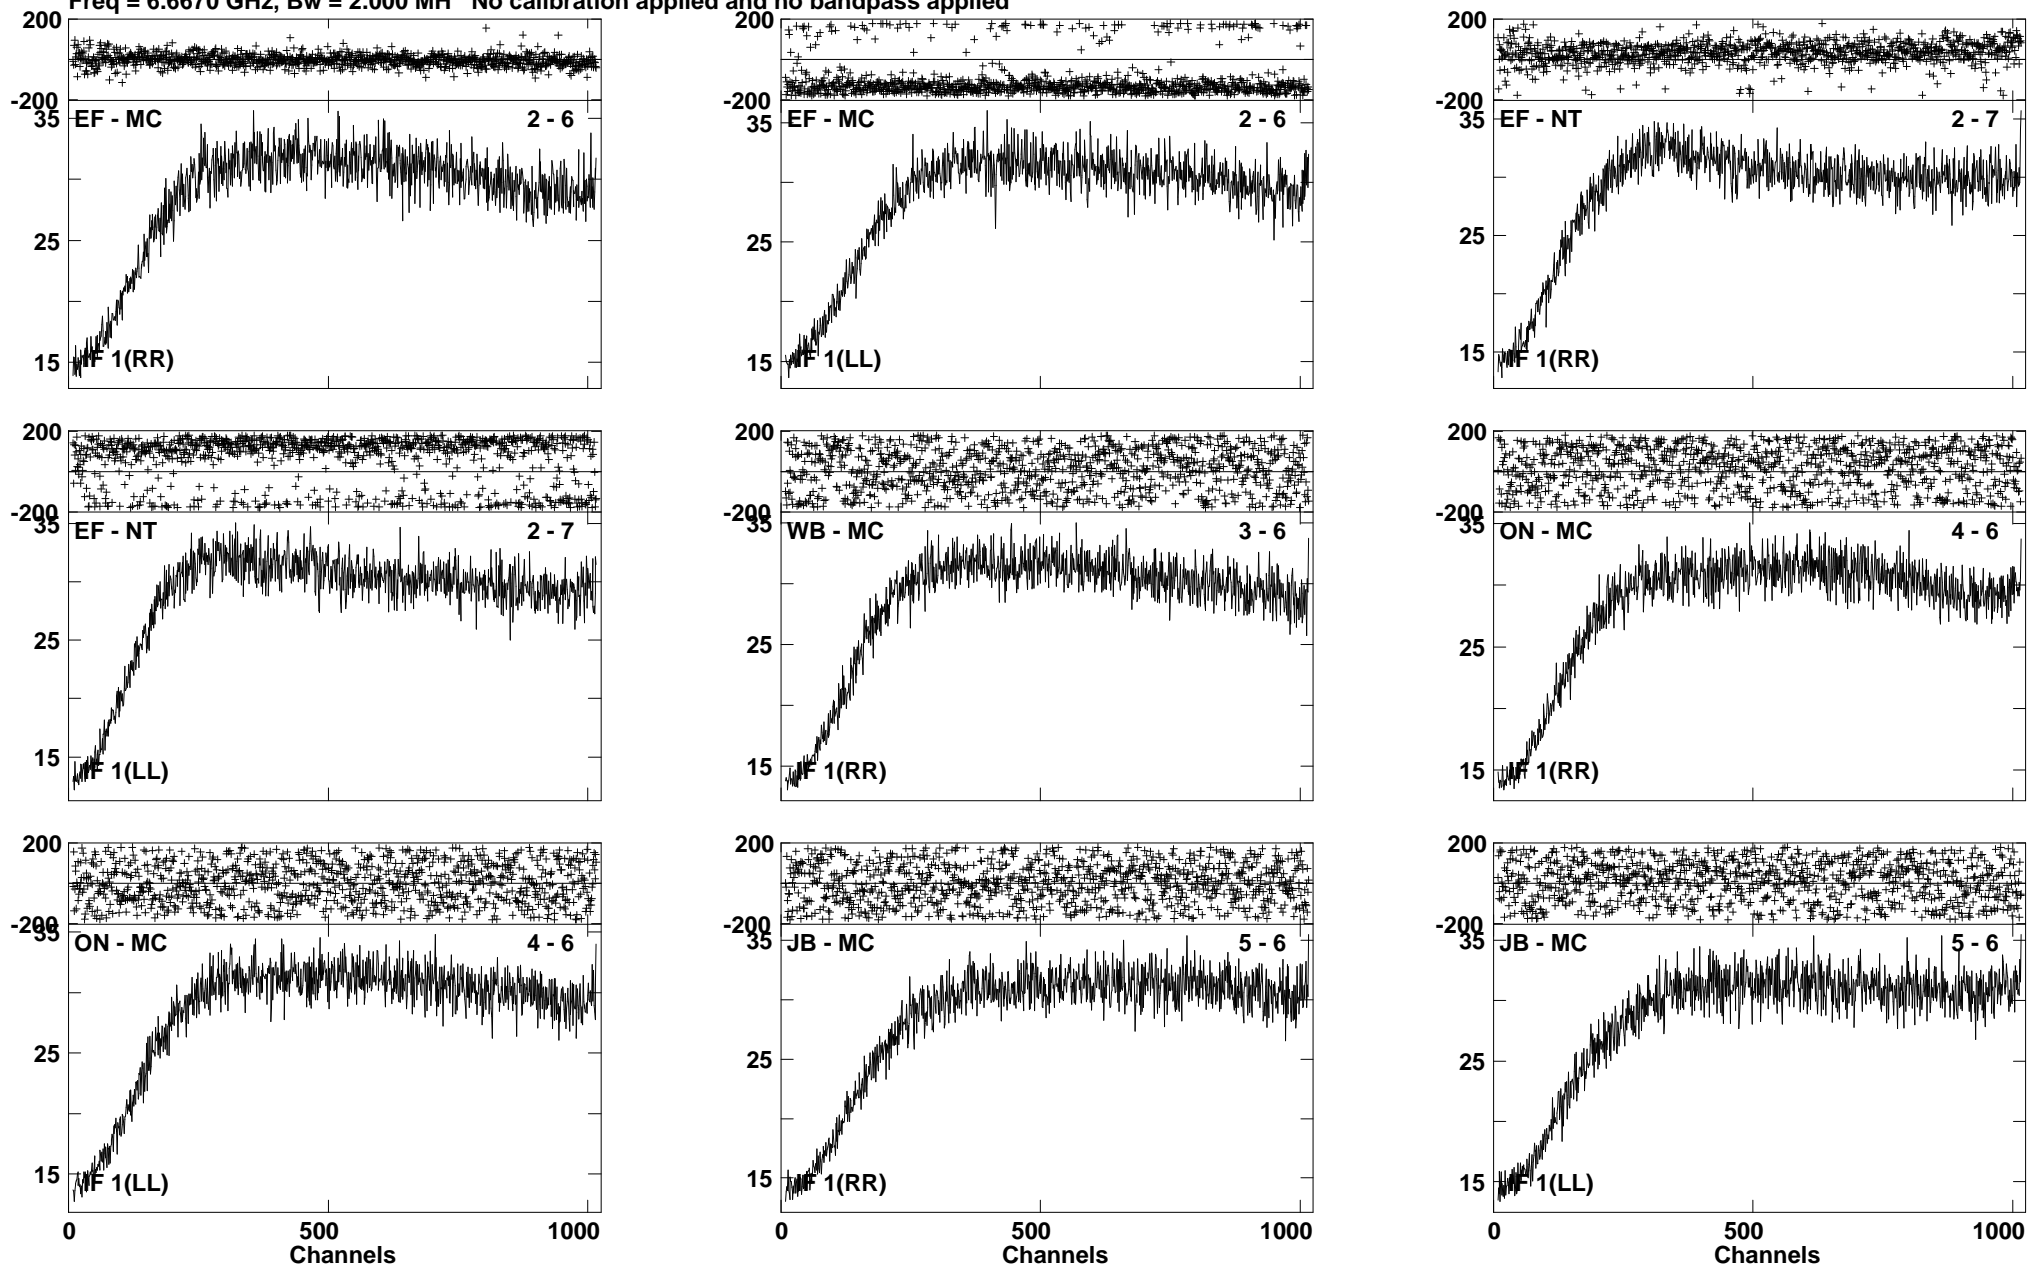 Freq = 6.6670 GHz, Bw = 2.000 MH   No calibration applied and no bandpass applied
200
-200
35
EF - MC
2 - 6
25
15
IF 1(RR)
200
-200
35
EF - MC
2 - 6
25
15
IF 1(LL)
200
-200
35
EF - NT
2 - 7
25
15
IF 1(RR)
200
-200
35
EF - NT
2 - 7
25
15
IF 1(LL)
200
-200
35
WB - MC
3 - 6
25
15
IF 1(RR)
200
-200
35
ON - MC
4 - 6
25
15
IF 1(RR)
200
-200
35
ON - MC
4 - 6
25
15
IF 1(LL)
0
500
1000
Channels
200
-200
35
JB - MC
5 - 6
25
15
IF 1(RR)
0
500
1000
Channels
200
-200
35
JB - MC
5 - 6
25
15
IF 1(LL)
0
500
1000
Channels